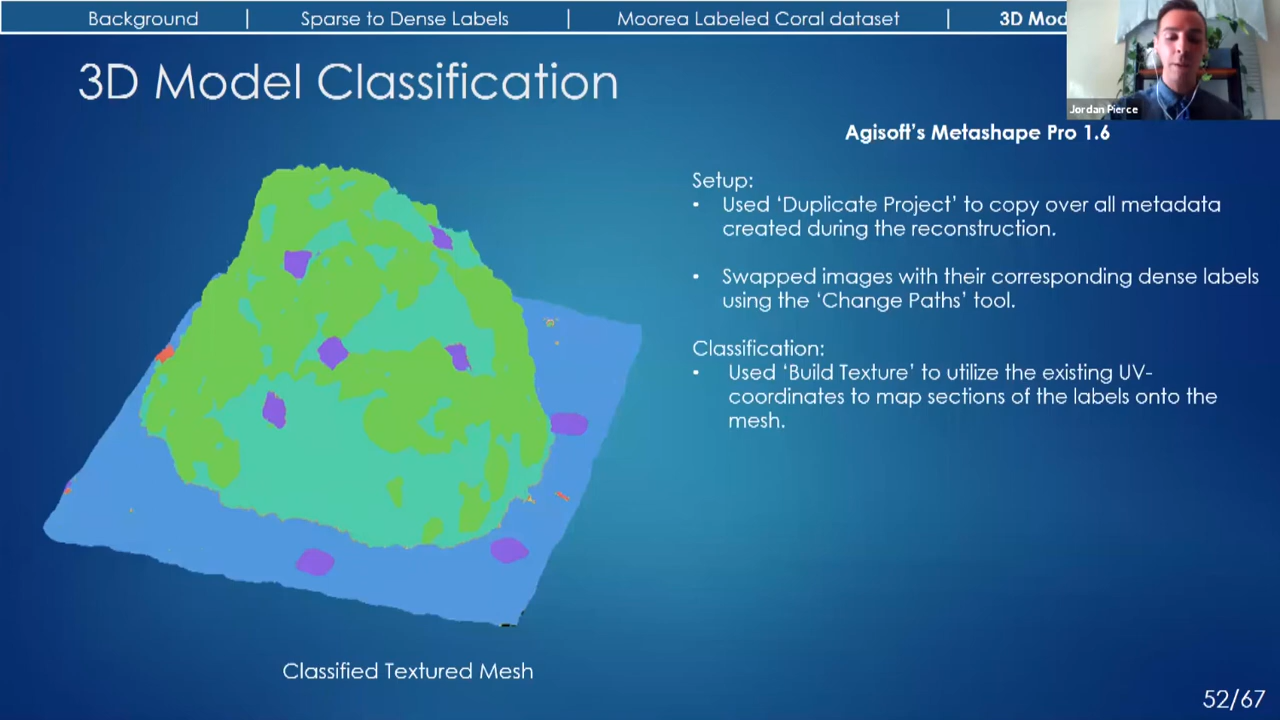 Background | Sparse to Dense Labels | Moorea Labeled Coral dataset | 3D Mod
Jordan Pierce
3D Model Classification
Agisoft's Metashape Pro 1.6
Setup:
▪ Used ‘Duplicate Project’ to copy over all metadata
created during the reconstruction.
▪ Swapped images with their corresponding dense labels
using the ‘Change Paths’ tool.
Classification:
▪ Used ‘Build Texture’ to utilize the existing UV-
coordinates to map sections of the labels onto the
mesh.
Classified Textured Mesh
52/67